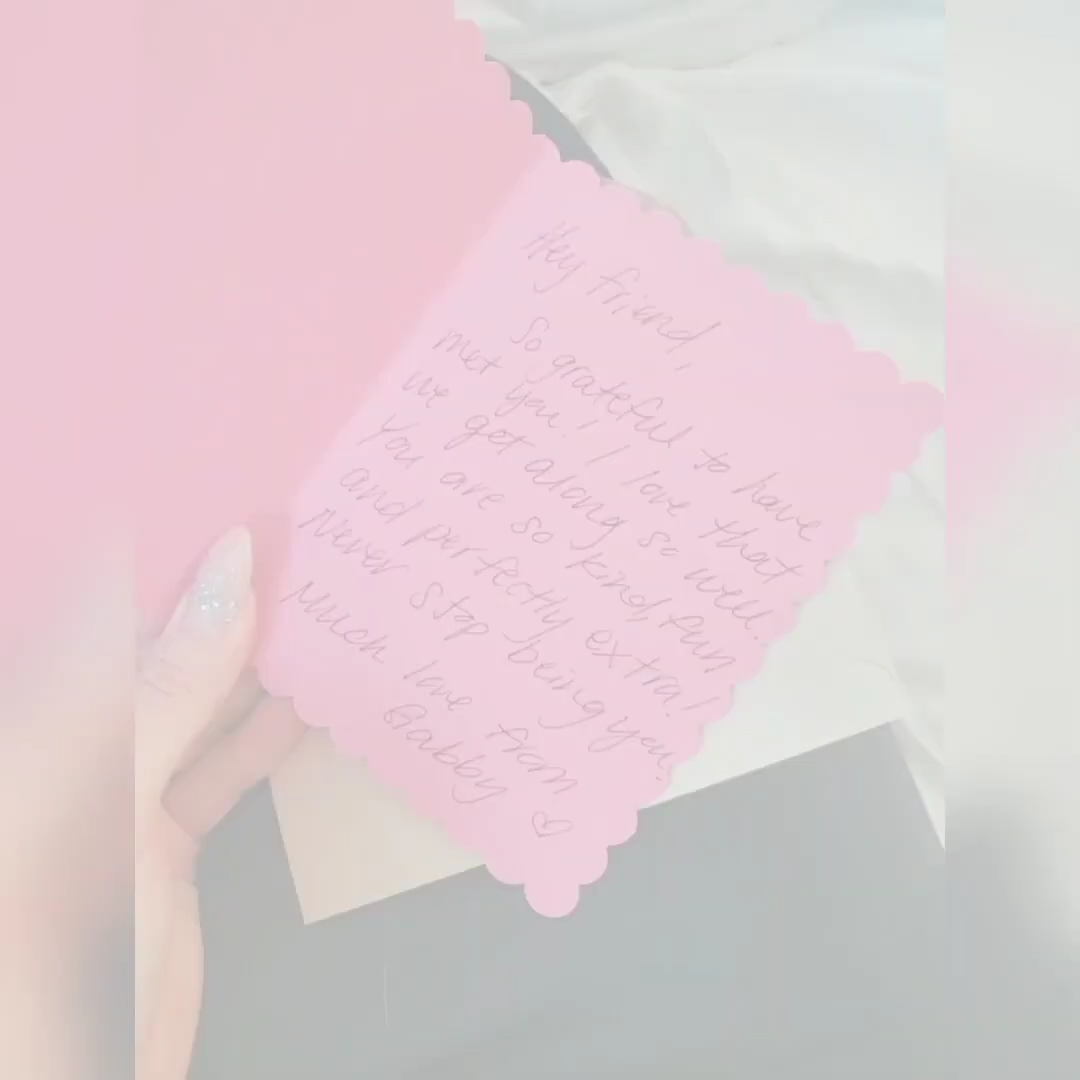 Hey friend,
So grateful to have
met you! I love that
we get along so well.
You are so kind, fun
and perfectly extra!
Never stop being you.
Much love from
Gabby ♡